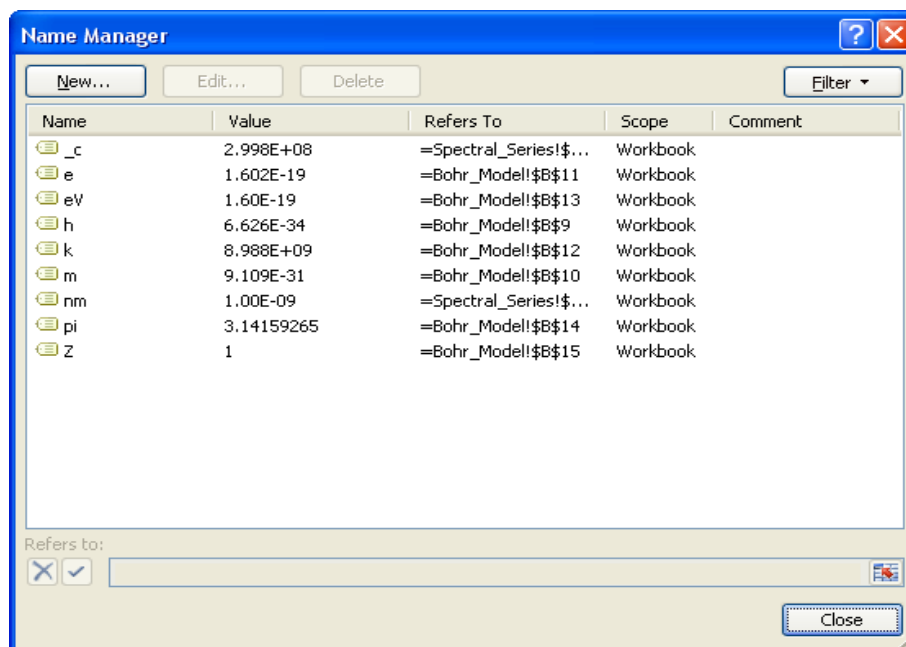 Name Manager
New... Edit... Delete Filter
Name Value Refers To Scope Comment
_c 2.998E+08 =Spectral_Series!$... Workbook
e 1.602E-19 =Bohr_Model!$B$11 Workbook
eV 1.60E-19 =Bohr_Model!$B$13 Workbook
h 6.626E-34 =Bohr_Model!$B$9 Workbook
k 8.988E+09 =Bohr_Model!$B$12 Workbook
m 9.109E-31 =Bohr_Model!$B$10 Workbook
nm 1.00E-09 =Spectral_Series!$... Workbook
pi 3.14159265 =Bohr_Model!$B$14 Workbook
Z 1 =Bohr_Model!$B$15 Workbook
Refers to:
Close